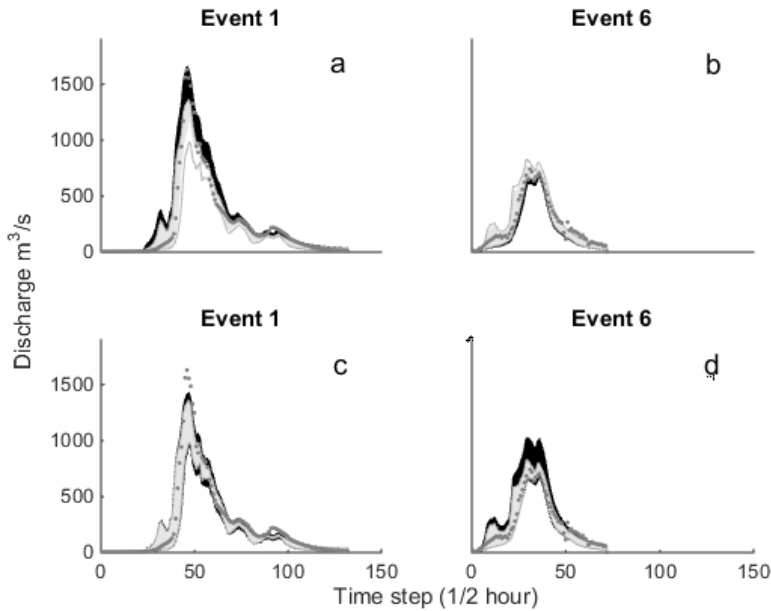 Event 1
Event 6
a
b
1500
1000
500
0
Discharge m³/s
Event 1
Event 6
c
d
1500
1000
500
0
0 50 100 150
0 50 100 150
Time step (1/2 hour)